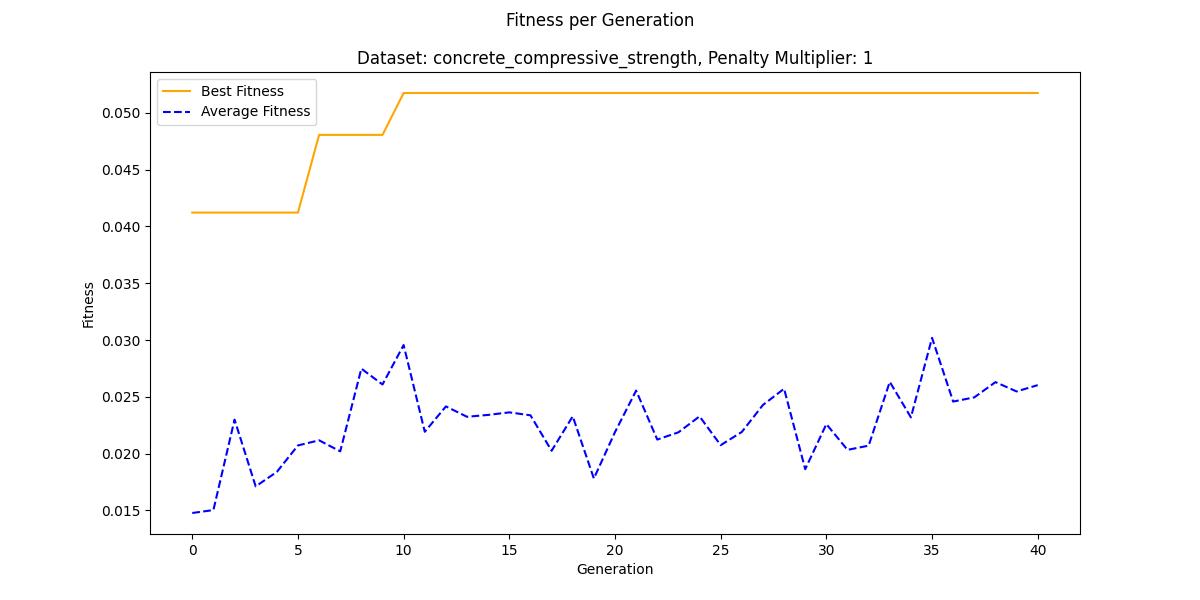 Fitness per Generation
Dataset: concrete_compressive_strength, Penalty Multiplier: 1
Best Fitness
Average Fitness
0.050
0.045
0.040
0.035
0.030
0.025
0.020
0.015
Fitness
0 5 10 15 20 25 30 35 40
Generation